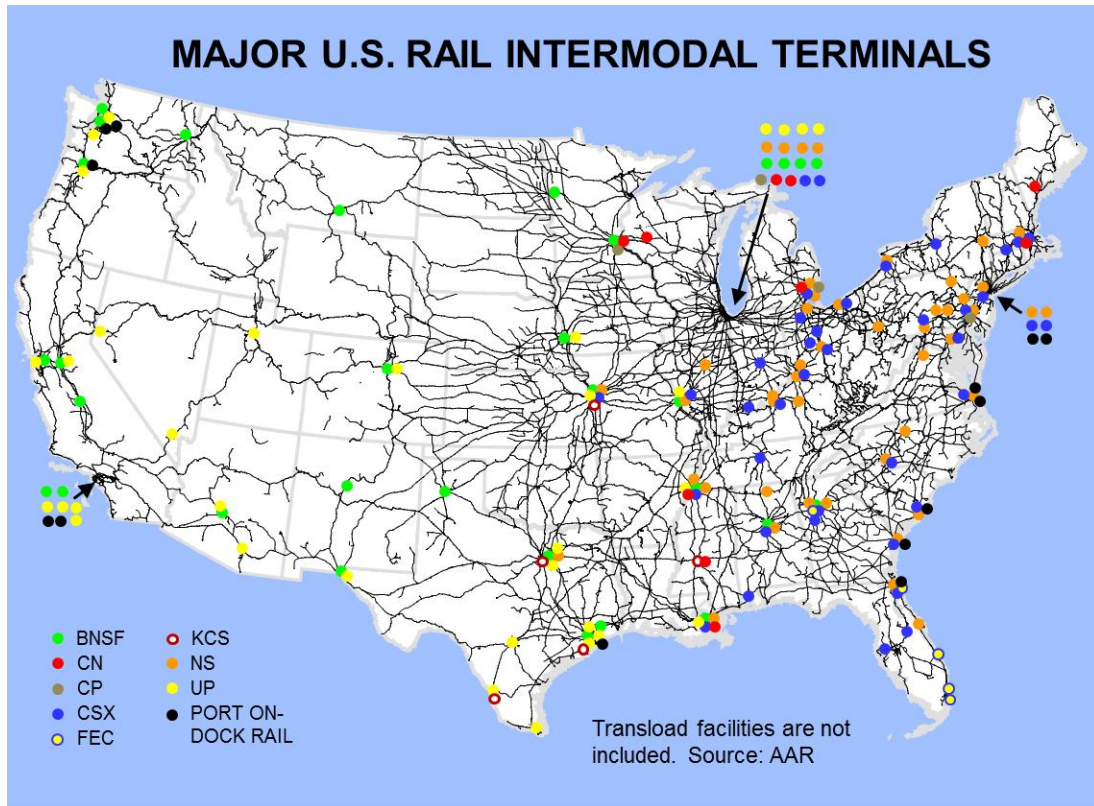 MAJOR U.S. RAIL INTERMODAL TERMINALS
BNSF
CN
CP
CSX
FEC
KCS
NS
UP
PORT ON-
DOCK RAIL
Transload facilities are not
included. Source: AAR